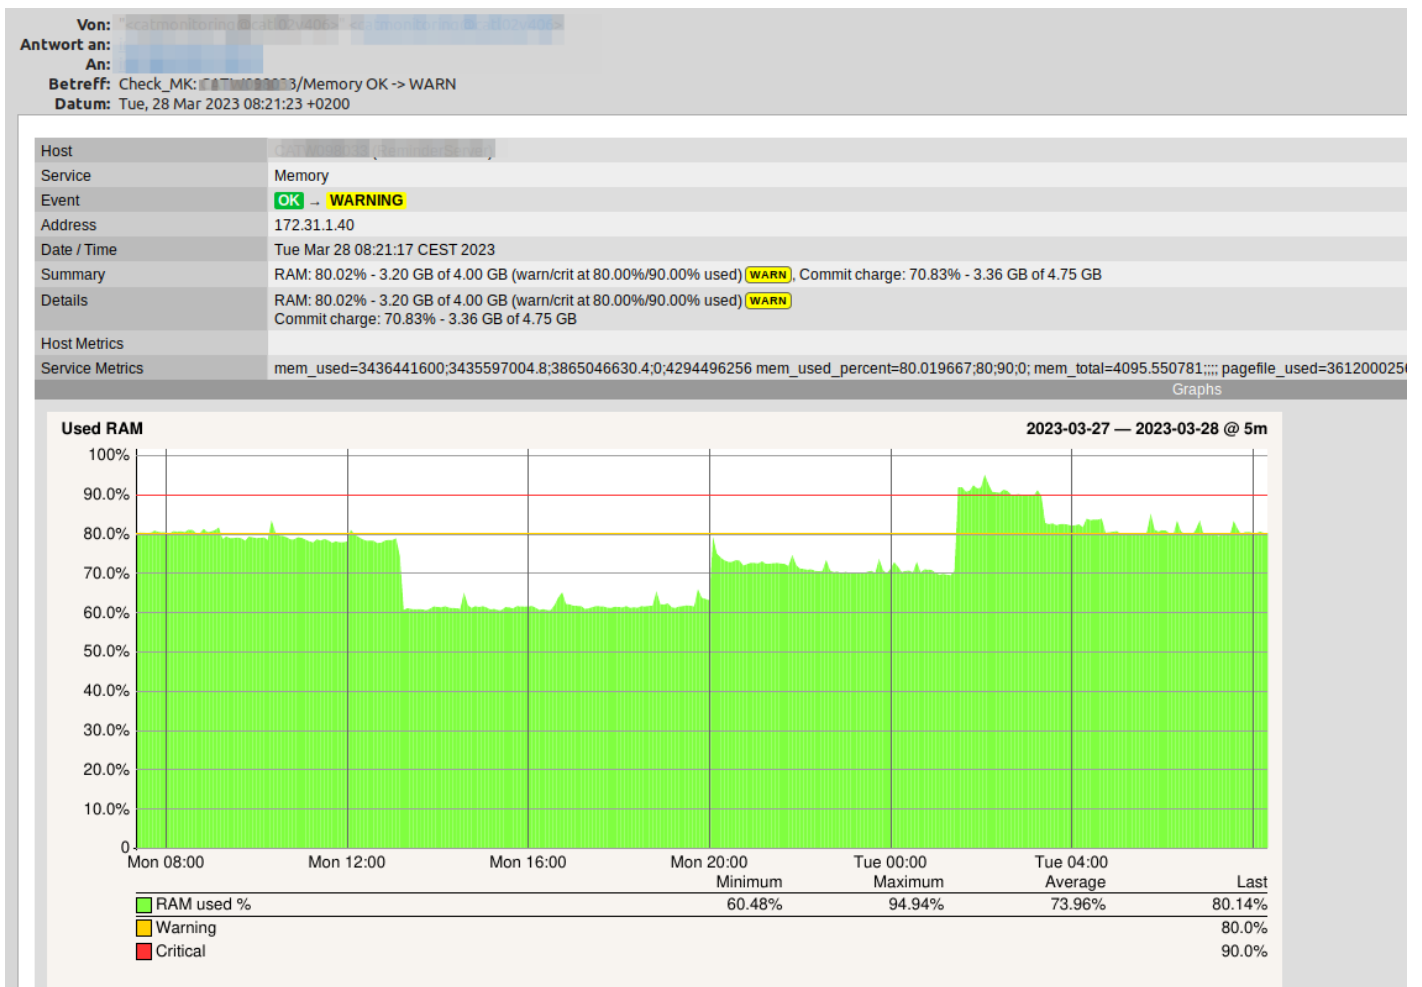 Von:
Antwort an:
An:
Betreff: Check_MK: 3/Memory OK -> WARN
Datum: Tue, 28 Mar 2023 08:21:23 +0200
Host
Service Memory
Event OK → WARNING
Address 172.31.1.40
Date / Time Tue Mar 28 08:21:17 CEST 2023
Summary RAM: 80.02% - 3.20 GB of 4.00 GB (warn/crit at 80.00%/90.00% used) WARN, Commit charge: 70.83% - 3.36 GB of 4.75 GB
Details RAM: 80.02% - 3.20 GB of 4.00 GB (warn/crit at 80.00%/90.00% used) WARN
Commit charge: 70.83% - 3.36 GB of 4.75 GB
Host Metrics
Service Metrics mem_used=3436441600;3435597004.8;3865046630.4;0;4294496256 mem_used_percent=80.019667;80;90;0; mem_total=4095.550781;;;; pagefile_used=3612000256
Graphs
Used RAM 2023-03-27 — 2023-03-28 @ 5m
100%
90.0%
80.0%
70.0%
60.0%
50.0%
40.0%
30.0%
20.0%
10.0%
0
Mon 08:00 Mon 12:00 Mon 16:00 Mon 20:00 Tue 00:00 Tue 04:00
Minimum Maximum Average Last
RAM used % 60.48% 94.94% 73.96% 80.14%
Warning 80.0%
Critical 90.0%